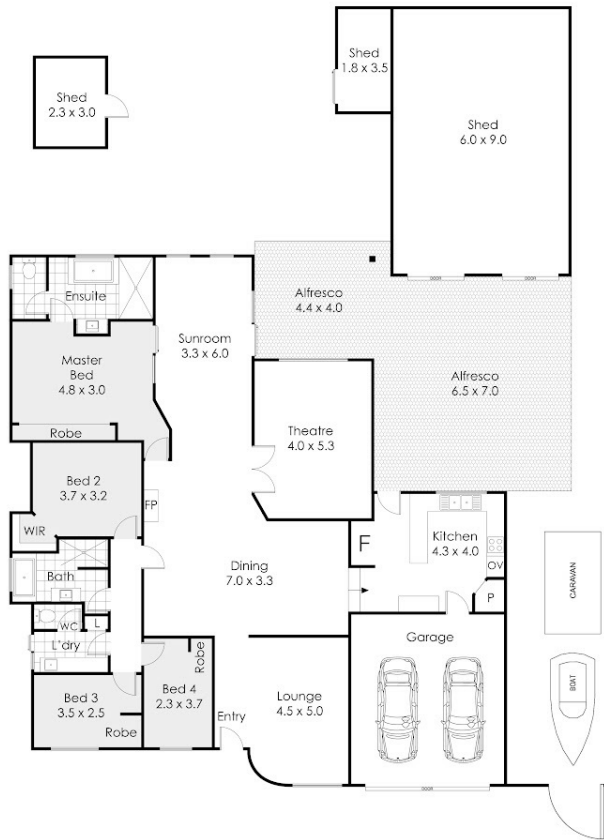 Shed
1.8 x 3.5
Shed
2.3 x 3.0
Shed
6.0 x 9.0
DOOR
DOOR
Ensuite
Alfresco
4.4 x 4.0
Sunroom
3.3 x 6.0
Master
Bed
4.8 x 3.0
Alfresco
6.5 x 7.0
Robe
Theatre
4.0 x 5.3
Bed 2
3.7 x 3.2
FP
WIR
F
Kitchen
4.3 x 4.0
OV
Dining
7.0 x 3.3
Bath
P
CARAVAN
WC
L
L'dry
Garage
Robe
Bed 4
2.3 x 3.7
Bed 3
3.5 x 2.5
Robe
Entry
Lounge
4.5 x 5.0
BOAT
DOOR